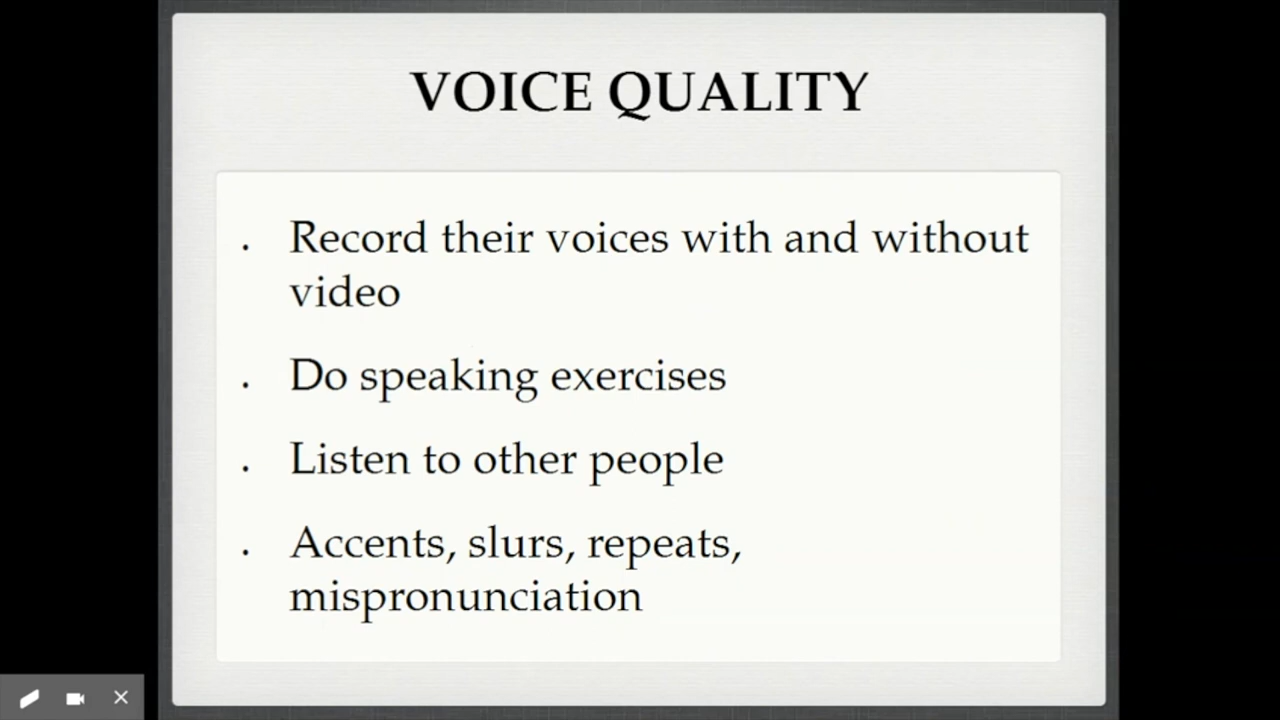 VOICE QUALITY
. Record their voices with and without
video
. Do speaking exercises
. Listen to other people
. Accents, slurs, repeats,
mispronunciation